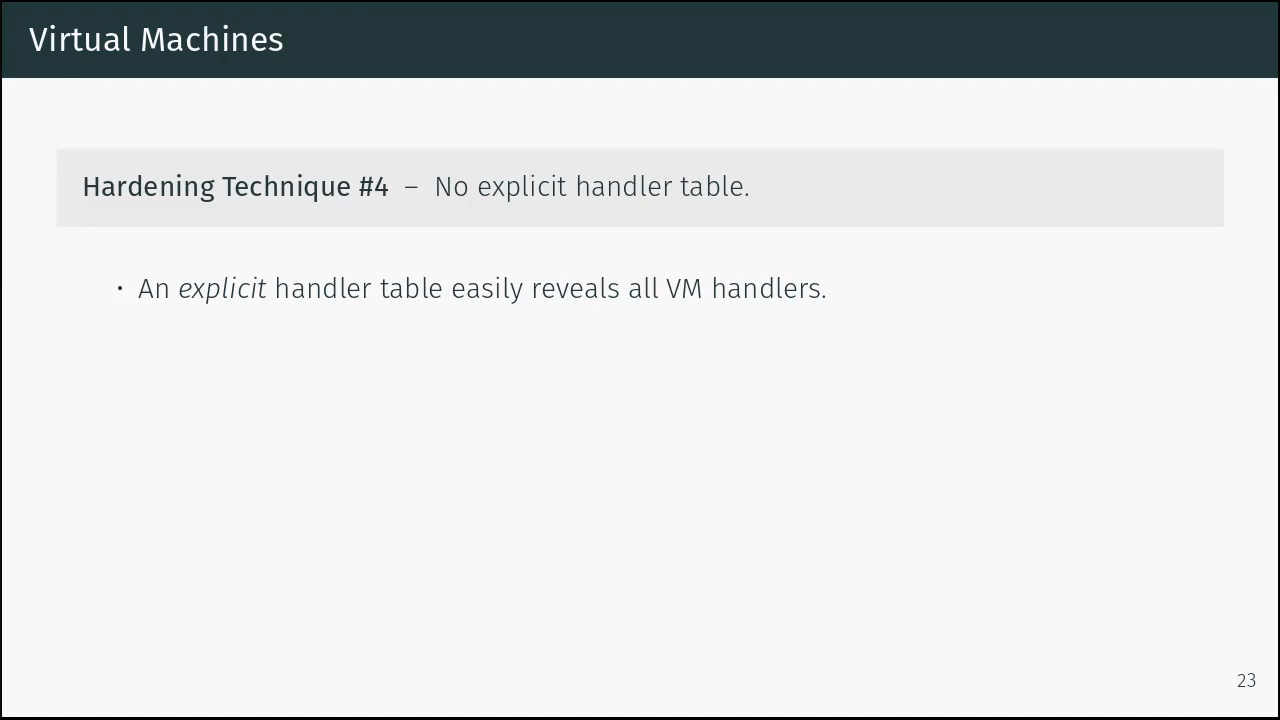 Virtual Machines
Hardening Technique #4 – No explicit handler table.
• An explicit handler table easily reveals all VM handlers.
23